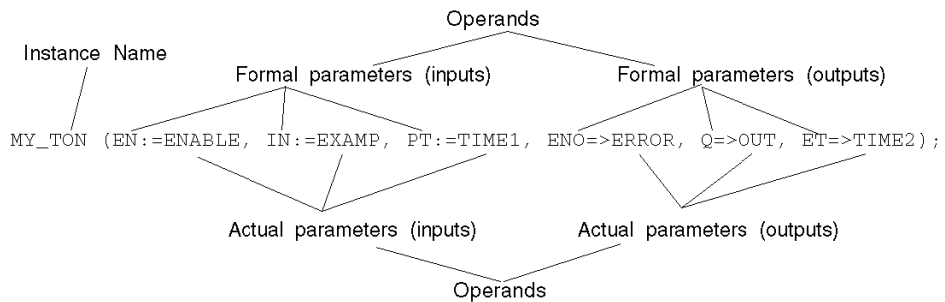 Operands
Instance Name
Formal parameters (inputs) Formal parameters (outputs)
MY_TON (EN:=ENABLE, IN:=EXAMP, PT:=TIME1, ENO=>ERROR, Q=>OUT, ET=>TIME2);
Actual parameters (inputs) Actual parameters (outputs)
Operands